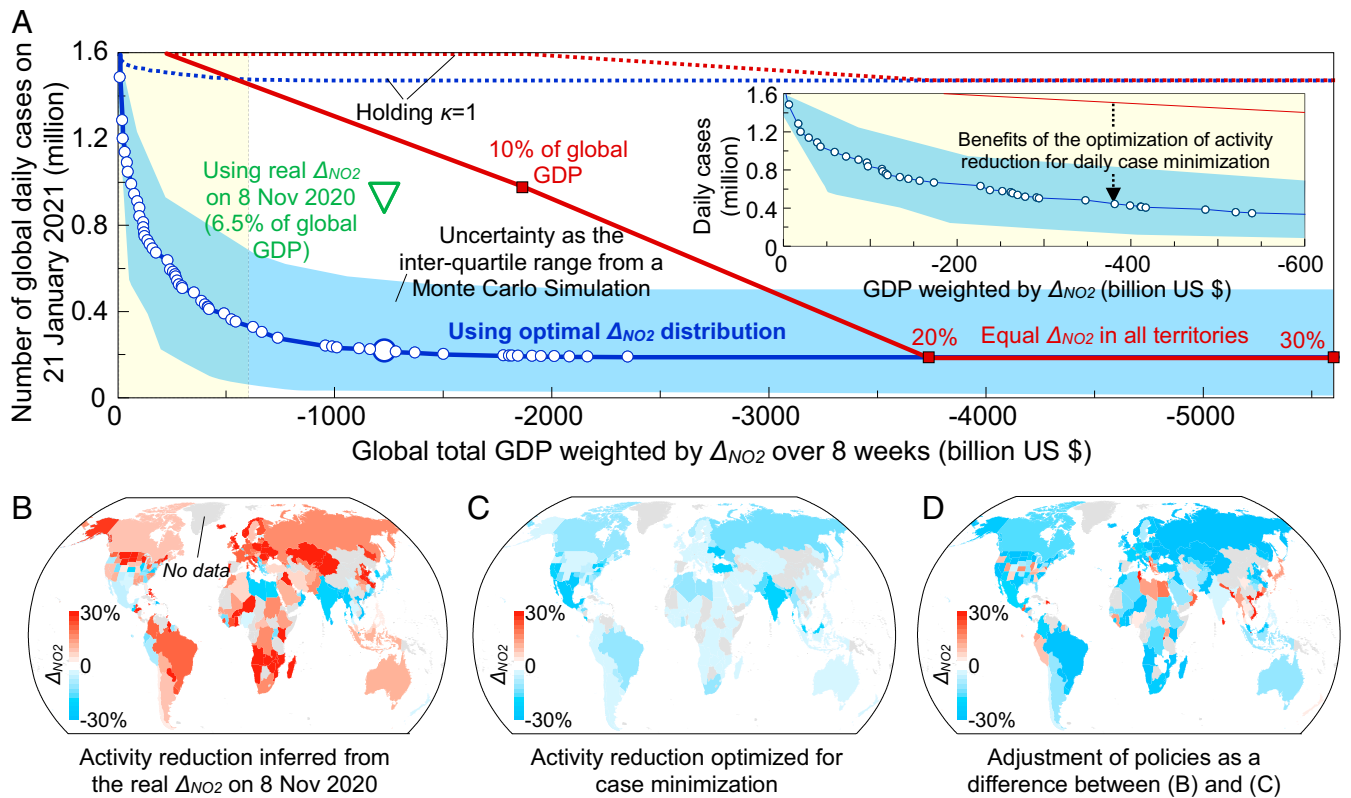 A
Number of global daily cases on
21 January 2021 (million)
1.6
1.2
0.8
0.4
0
Holding κ=1
Using real ΔNO2
on 8 Nov 2020
(6.5% of global
GDP)
10% of global
GDP
Uncertainty as the
inter-quartile range from a
Monte Carlo Simulation
Using optimal ΔNO2 distribution
20%
Equal ΔNO2 in all territories
30%
0
-1000
-2000
-3000
-4000
-5000
Global total GDP weighted by ΔNO2 over 8 weeks (billion US $)
Daily cases
(million)
1.6
1.2
0.8
0.4
0
Benefits of the optimization of activity
reduction for daily case minimization
0
-200
-400
-600
GDP weighted by ΔNO2 (billion US $)
B
No data
30%
0
-30%
ΔNO2
Activity reduction inferred from
the real ΔNO2 on 8 Nov 2020
C
30%
0
-30%
ΔNO2
Activity reduction optimized for
case minimization
D
30%
0
-30%
ΔNO2
Adjustment of policies as a
difference between (B) and (C)